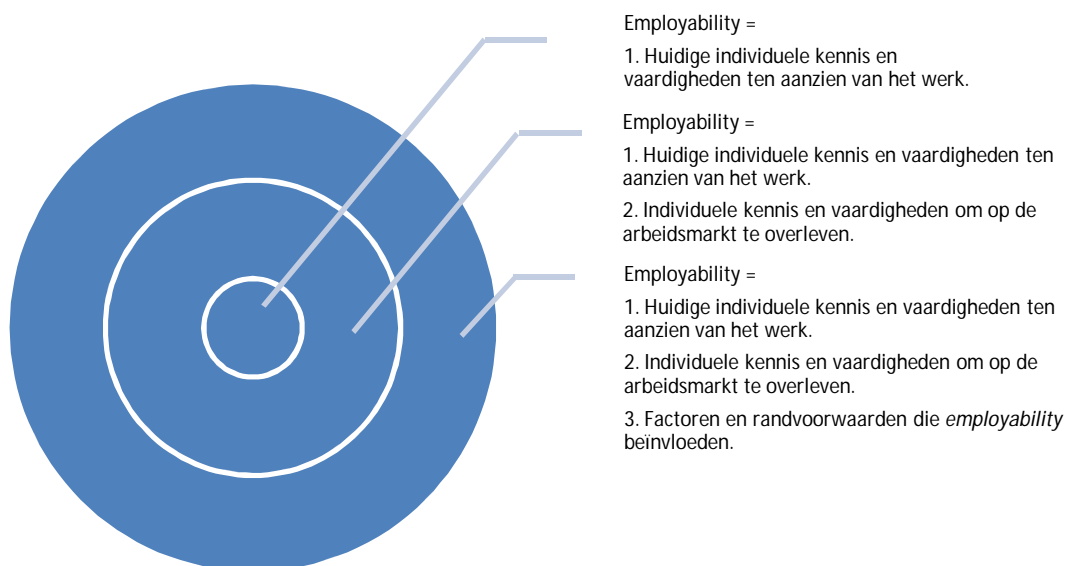 Employability =
1. Huidige individuele kennis en
vaardigheden ten aanzien van het werk.
Employability =
1. Huidige individuele kennis en vaardigheden ten
aanzien van het werk.
2. Individuele kennis en vaardigheden om op de
arbeidsmarkt te overleven.
Employability =
1. Huidige individuele kennis en vaardigheden ten
aanzien van het werk.
2. Individuele kennis en vaardigheden om op de
arbeidsmarkt te overleven.
3. Factoren en randvoorwaarden die employability
beïnvloeden.